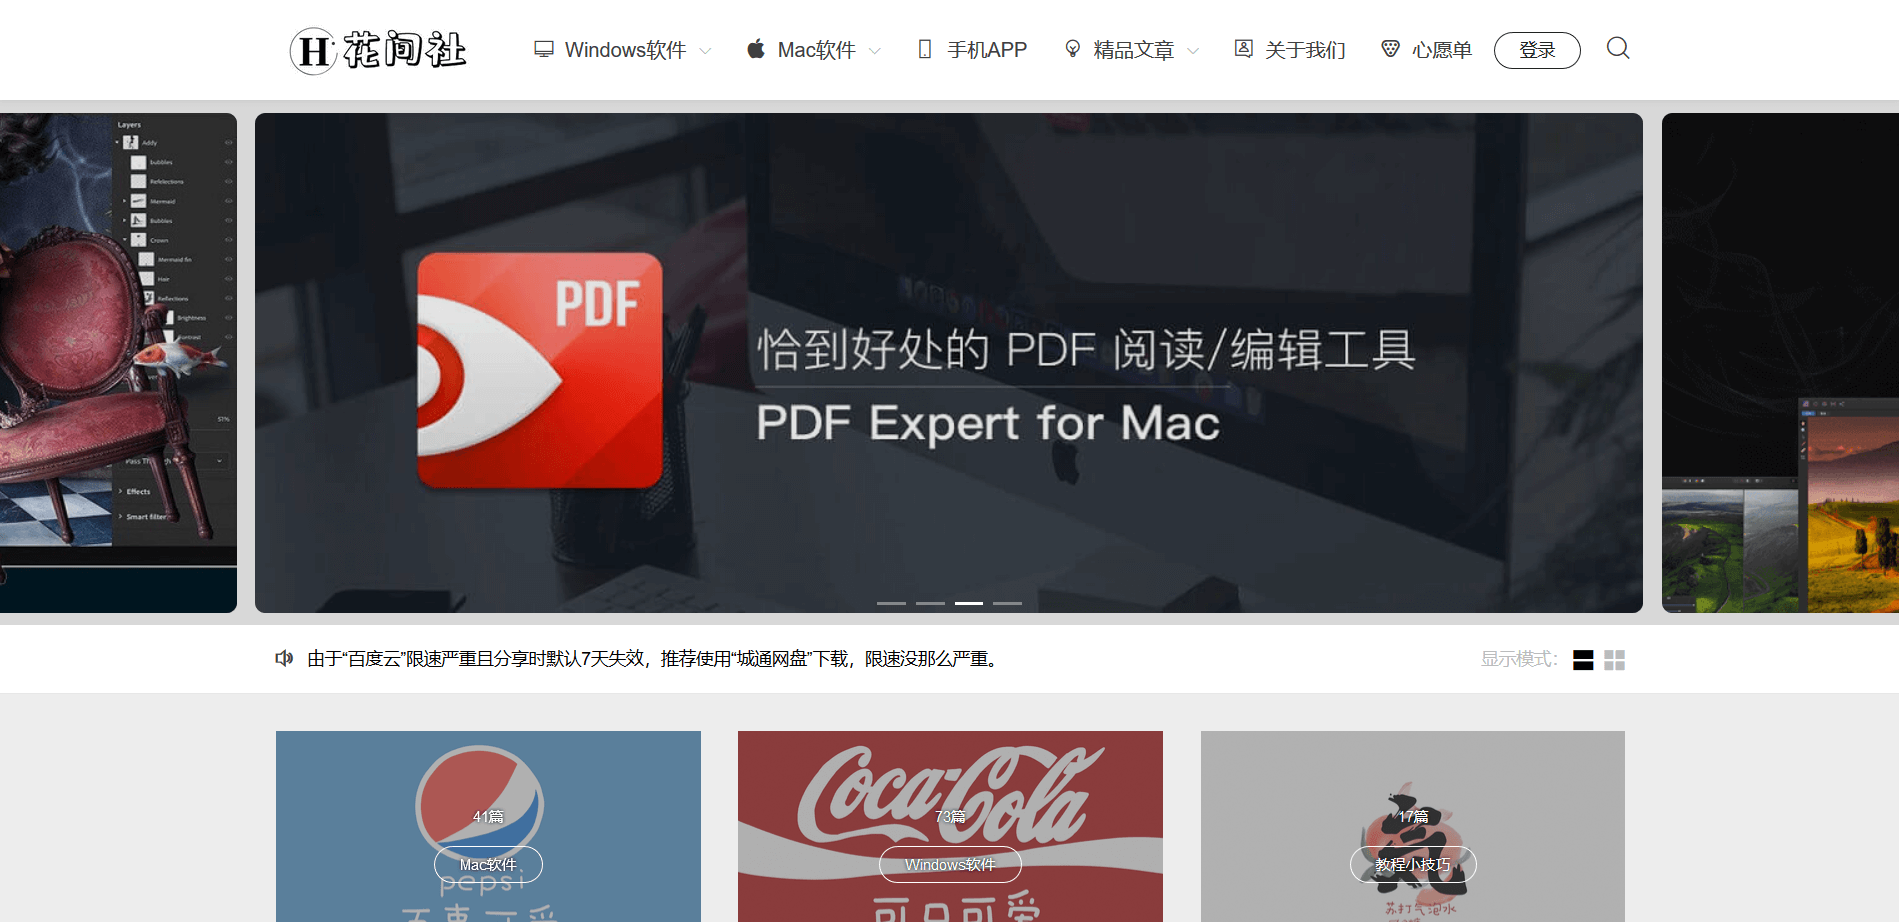 H 花间社
Windows软件
Mac软件
手机APP
精品文章
关于我们
心愿单
登录
Layers
Addy
bubbles
Refelections
Mermaid
Bubbles
Crown
Mermaid fin
Hair
Reflections
Brightness
Contrast
57%
Effects
Smart filter
PDF
恰到好处的 PDF 阅读/编辑工具
PDF Expert for Mac
由于“百度云”限速严重且分享时默认7天失效，推荐使用“城通网盘”下载，限速没那么严重。
显示模式：
41篇
Mac软件
pepsi
百事可爱
Coca-Cola
73篇
Windows软件
可口可爱
17篇
教程小技巧
苏打气泡水